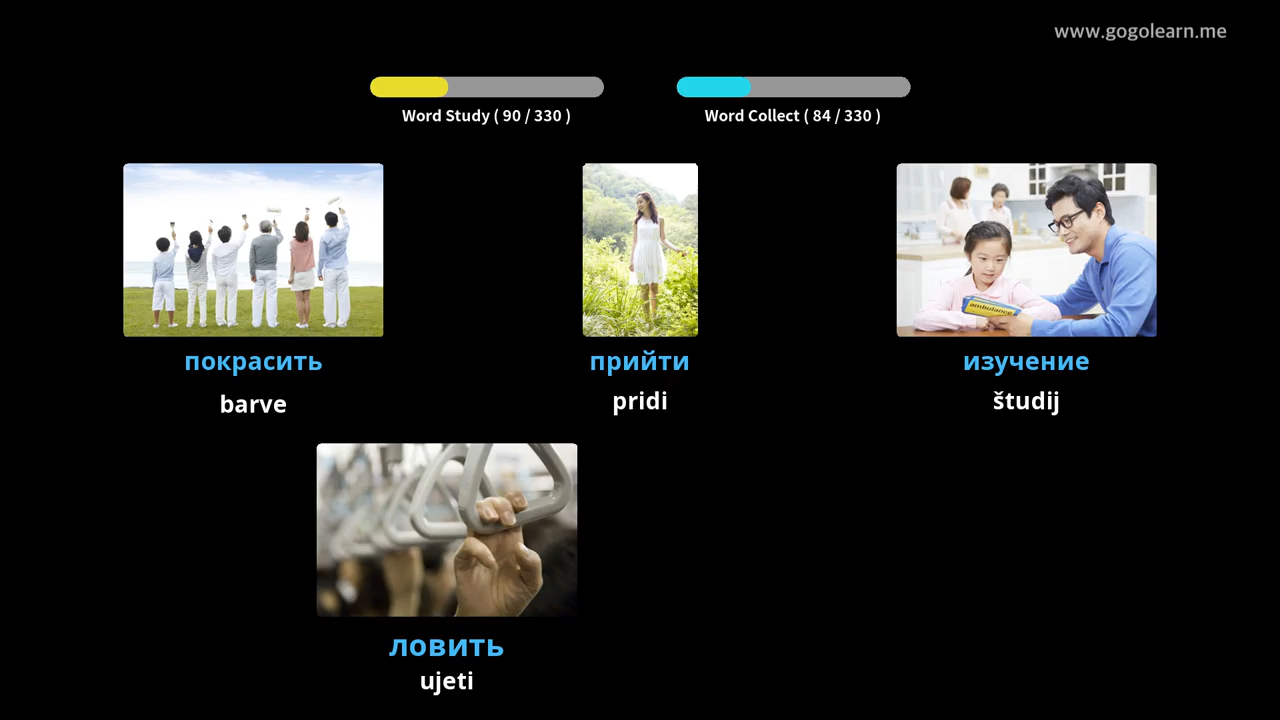 www.gogolearn.me
Word Study ( 90 / 330 )
Word Collect ( 84 / 330 )
покрасить
barve
прийти
pridi
изучение
študij
ambulance
ловить
ujeti